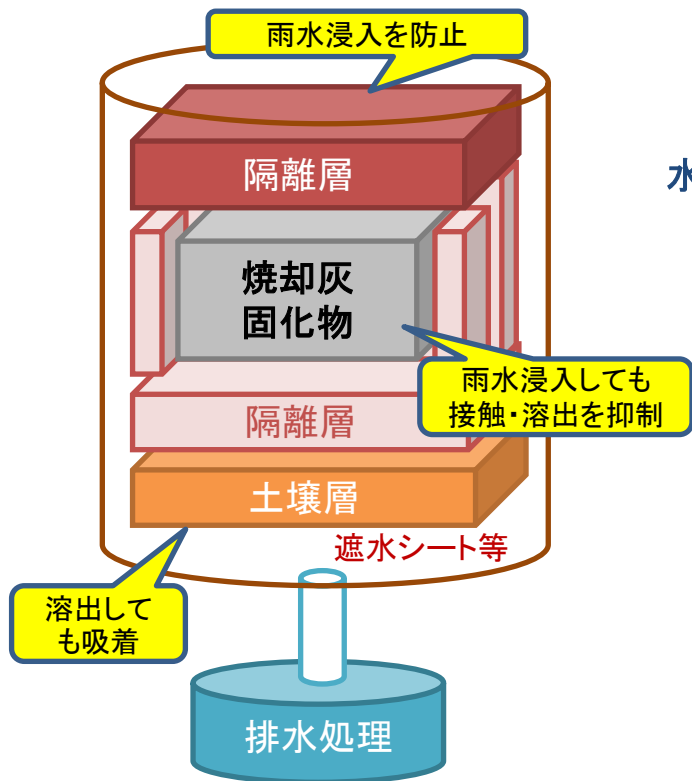 雨水浸入を防止
隔離層
水
焼却灰
固化物
雨水浸入しても
接触・溶出を抑制
隔離層
土壌層
遮水シート等
溶出して
も吸着
排水処理